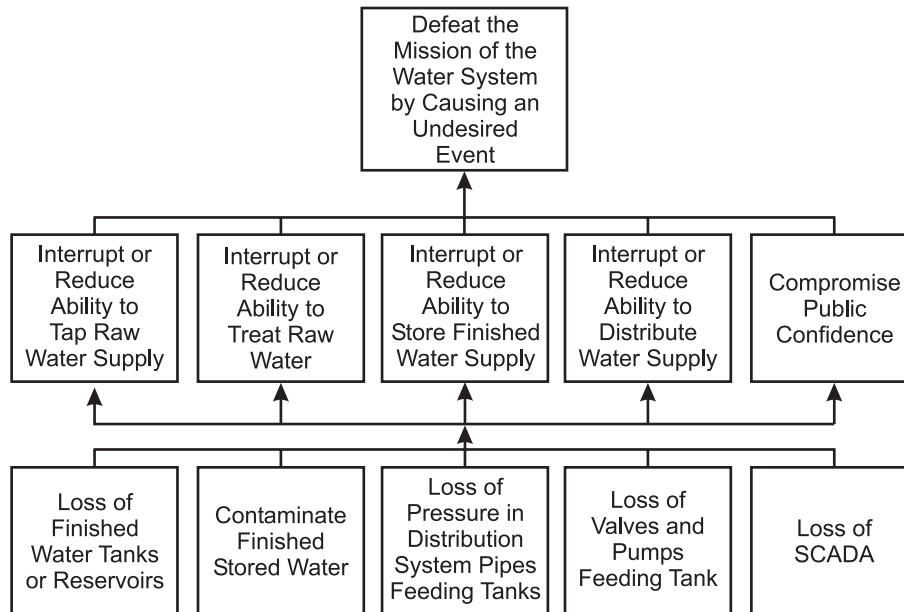 Defeat the
Mission of the
Water System
by Causing an
Undesired
Event
Interrupt or
Reduce
Ability to
Tap Raw
Water Supply
Interrupt or
Reduce
Ability to
Treat Raw
Water
Interrupt or
Reduce
Ability to
Store Finished
Water Supply
Interrupt or
Reduce
Ability to
Distribute
Water Supply
Compromise
Public
Confidence
Loss of
Finished
Water Tanks
or Reservoirs
Contaminate
Finished
Stored Water
Loss of
Pressure in
Distribution
System Pipes
Feeding Tanks
Loss of
Valves and
Pumps
Feeding Tank
Loss of
SCADA